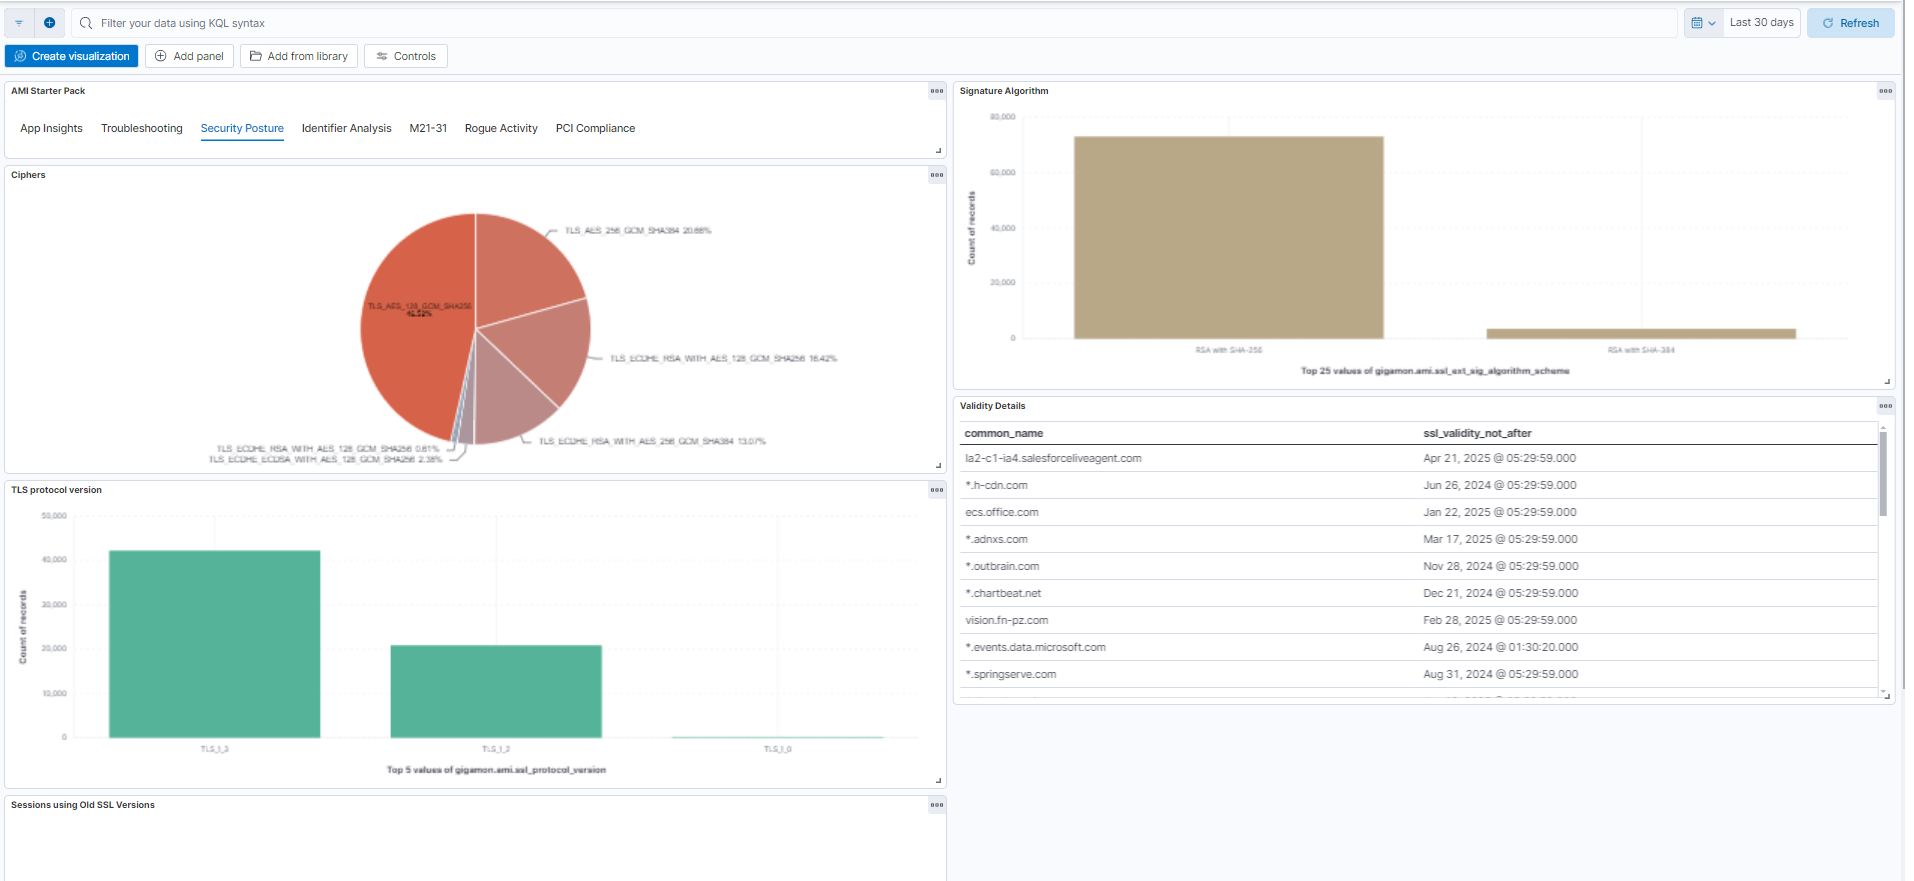 Filter your data using KQL syntax
Last 30 days
Refresh
Create visualization
Add panel
Add from library
Controls
AMI Starter Pack
App Insights Troubleshooting Security Posture Identifier Analysis M21-31 Rogue Activity PCI Compliance
Ciphers
TLS_AES_256_GCM_SHA384 20.88%
TLS_AES_128_GCM_SHA256
TLS_ECDHE_RSA_WITH_AES_128_GCM_SHA256 16.42%
TLS_ECDHE_RSA_WITH_AES_256_GCM_SHA384 13.07%
TLS_ECDHE_RSA_WITH_AES_128_GCM_SHA256 0.61%
TLS_ECDHE_ECDSA_WITH_AES_128_GCM_SHA256 2.38%
TLS protocol version
50,000
40,000
30,000
20,000
10,000
0
Count of records
TLS_1_3 TLS_1_2 TLS_1_0
Top 5 values of gigamon.ami.ssl_protocol_version
Sessions using Old SSL Versions
Signature Algorithm
80,000
60,000
40,000
20,000
0
Count of records
RSA with SHA-256 RSA with SHA-384
Top 25 values of gigamon.ami.ssl_ext_sig_algorithm_scheme
Validity Details
common_name ssl_validity_not_after
la2-c1-ia4.salesforceliveagent.com Apr 21, 2025 @ 05:29:59.000
*.h-cdn.com Jun 26, 2024 @ 05:29:59.000
ecs.office.com Jan 22, 2025 @ 05:29:59.000
*.adnxs.com Mar 17, 2025 @ 05:29:59.000
*.outbrain.com Nov 28, 2024 @ 05:29:59.000
*.chartbeat.net Dec 21, 2024 @ 05:29:59.000
vision.fn-pz.com Feb 28, 2025 @ 05:29:59.000
*.events.data.microsoft.com Aug 26, 2024 @ 01:30:20.000
*.springserve.com Aug 31, 2024 @ 05:29:59.000